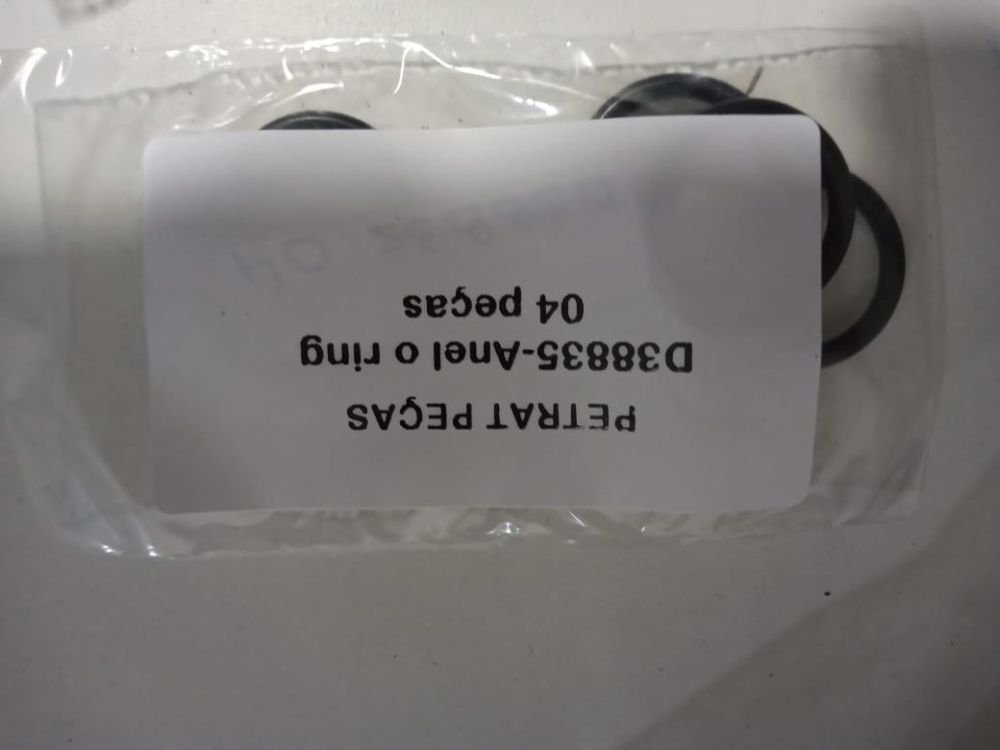 PETRAT PEÇAS
D38835-Anel o ring
04 peças